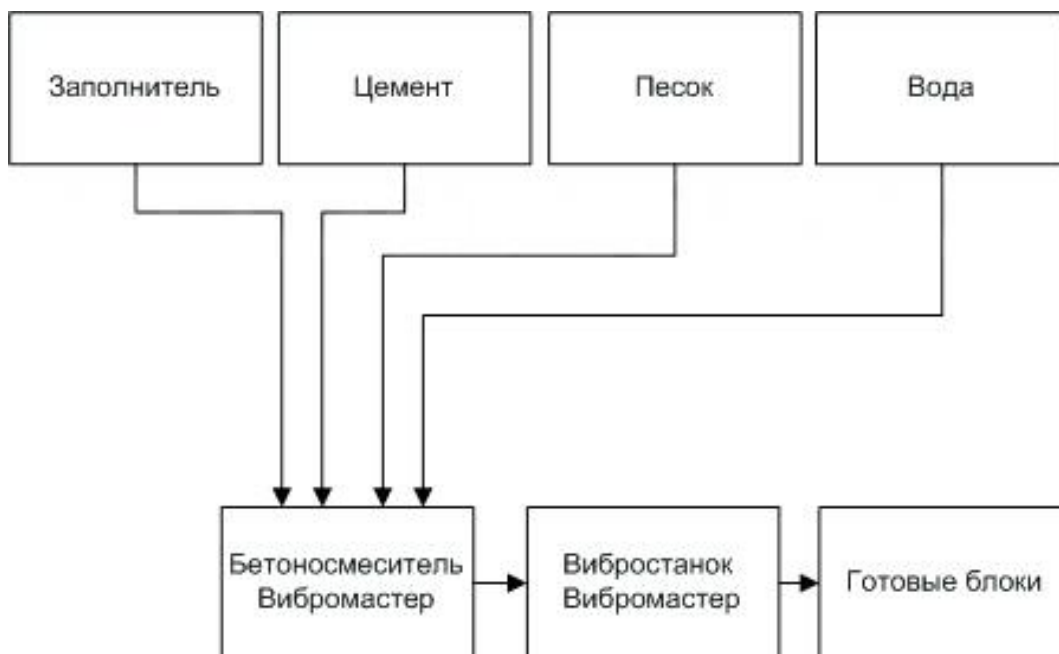 Заполнитель
Цемент
Песок
Вода
Бетоносмеситель
Вибромастер
Вибростанок
Вибромастер
Готовые блоки